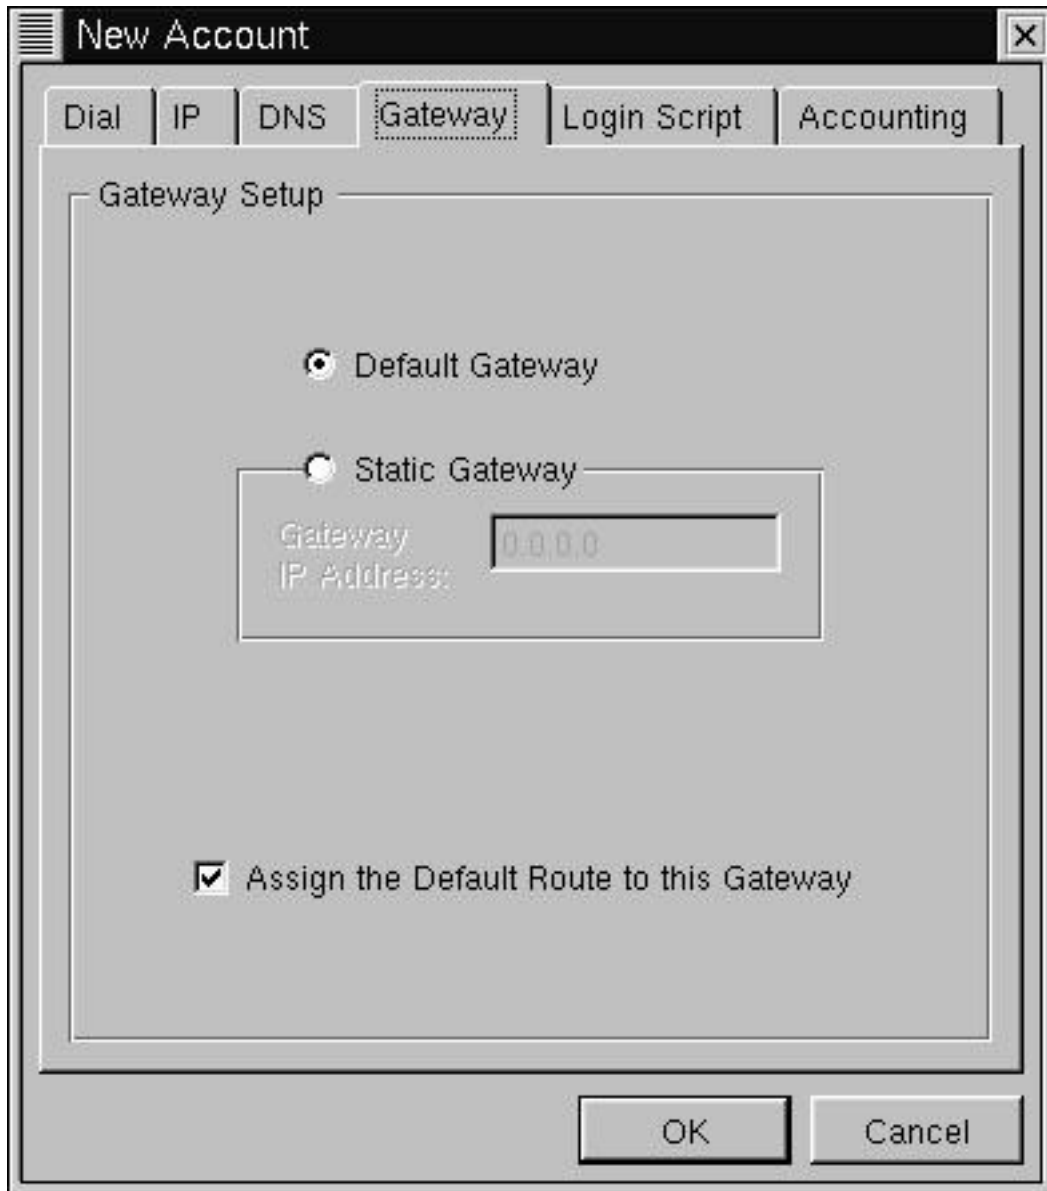 New Account
Dial IP DNS Gateway Login Script Accounting
Gateway Setup
Default Gateway
Static Gateway
Gateway
IP Address:
0.0.0.0
Assign the Default Route to this Gateway
OK Cancel